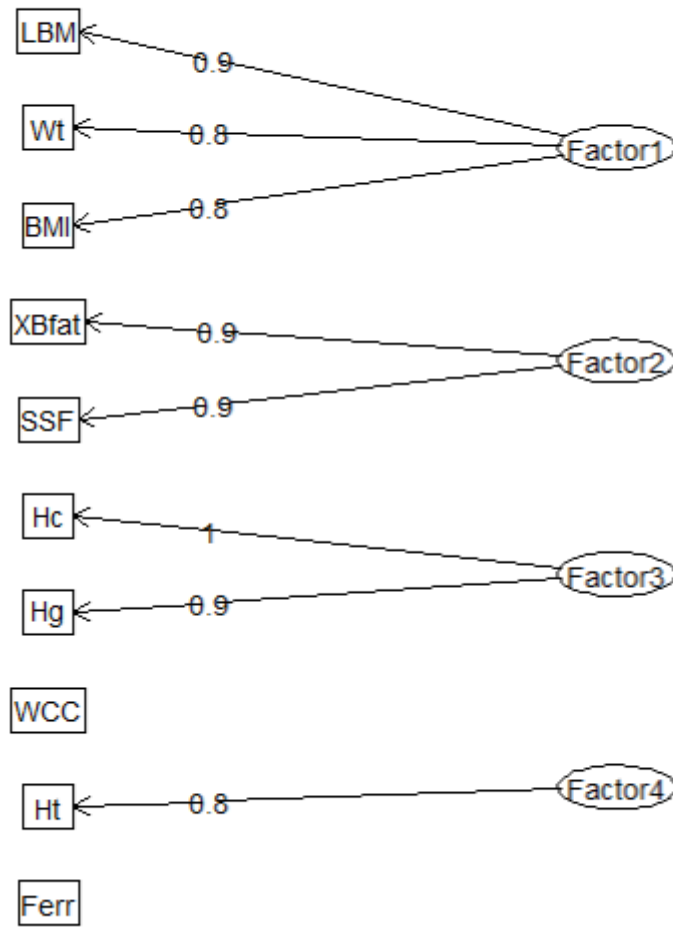 LBM
0.9
Wt
0.8
Factor1
BMI
0.8
XBfat
0.9
Factor2
SSF
0.9
Hc
1
Factor3
Hg
0.9
WCC
Ht
0.8
Factor4
Ferr